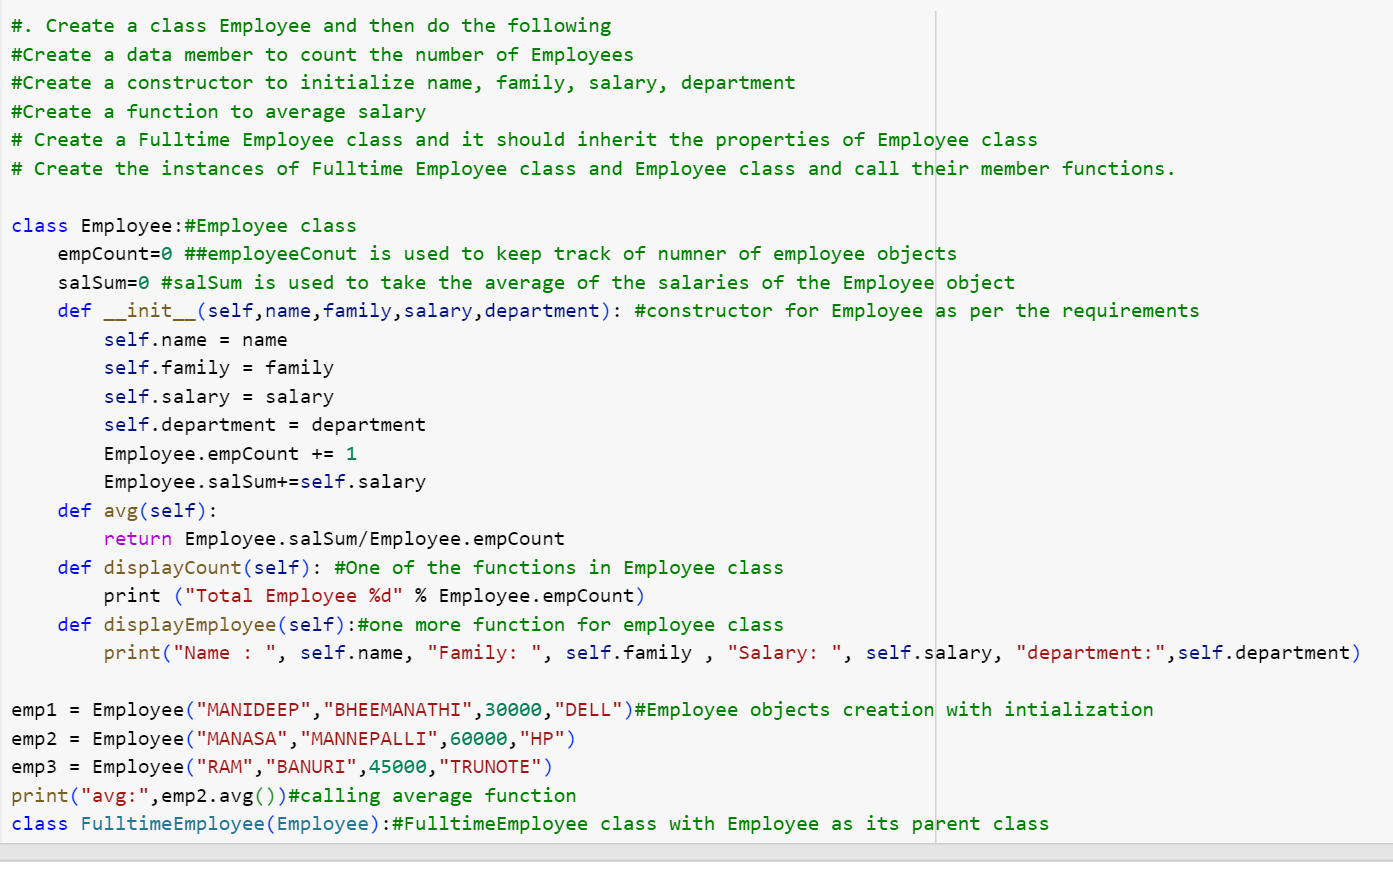 #. Create a class Employee and then do the following
#Create a data member to count the number of Employees
#Create a constructor to initialize name, family, salary, department
#Create a function to average salary
# Create a Fulltime Employee class and it should inherit the properties of Employee class
# Create the instances of Fulltime Employee class and Employee class and call their member functions.

class Employee:#Employee class
    empCount=0 ##employeeConut is used to keep track of numner of employee objects
    salSum=0 #salSum is used to take the average of the salaries of the Employee object
    def __init__(self,name,family,salary,department): #constructor for Employee as per the requirements
        self.name = name
        self.family = family
        self.salary = salary
        self.department = department
        Employee.empCount += 1
        Employee.salSum+=self.salary
    def avg(self):
        return Employee.salSum/Employee.empCount
    def displayCount(self): #One of the functions in Employee class
        print ("Total Employee %d" % Employee.empCount)
    def displayEmployee(self):#one more function for employee class
        print("Name : ", self.name, "Family: ", self.family , "Salary: ", self.salary, "department:",self.department)

emp1 = Employee("MANIDEEP","BHEEMANATHI",30000,"DELL")#Employee objects creation with intialization
emp2 = Employee("MANASA","MANNEPALLI",60000,"HP")
emp3 = Employee("RAM","BANURI",45000,"TRUNOTE")
print("avg:",emp2.avg())#calling average function
class FulltimeEmployee(Employee):#FulltimeEmployee class with Employee as its parent class